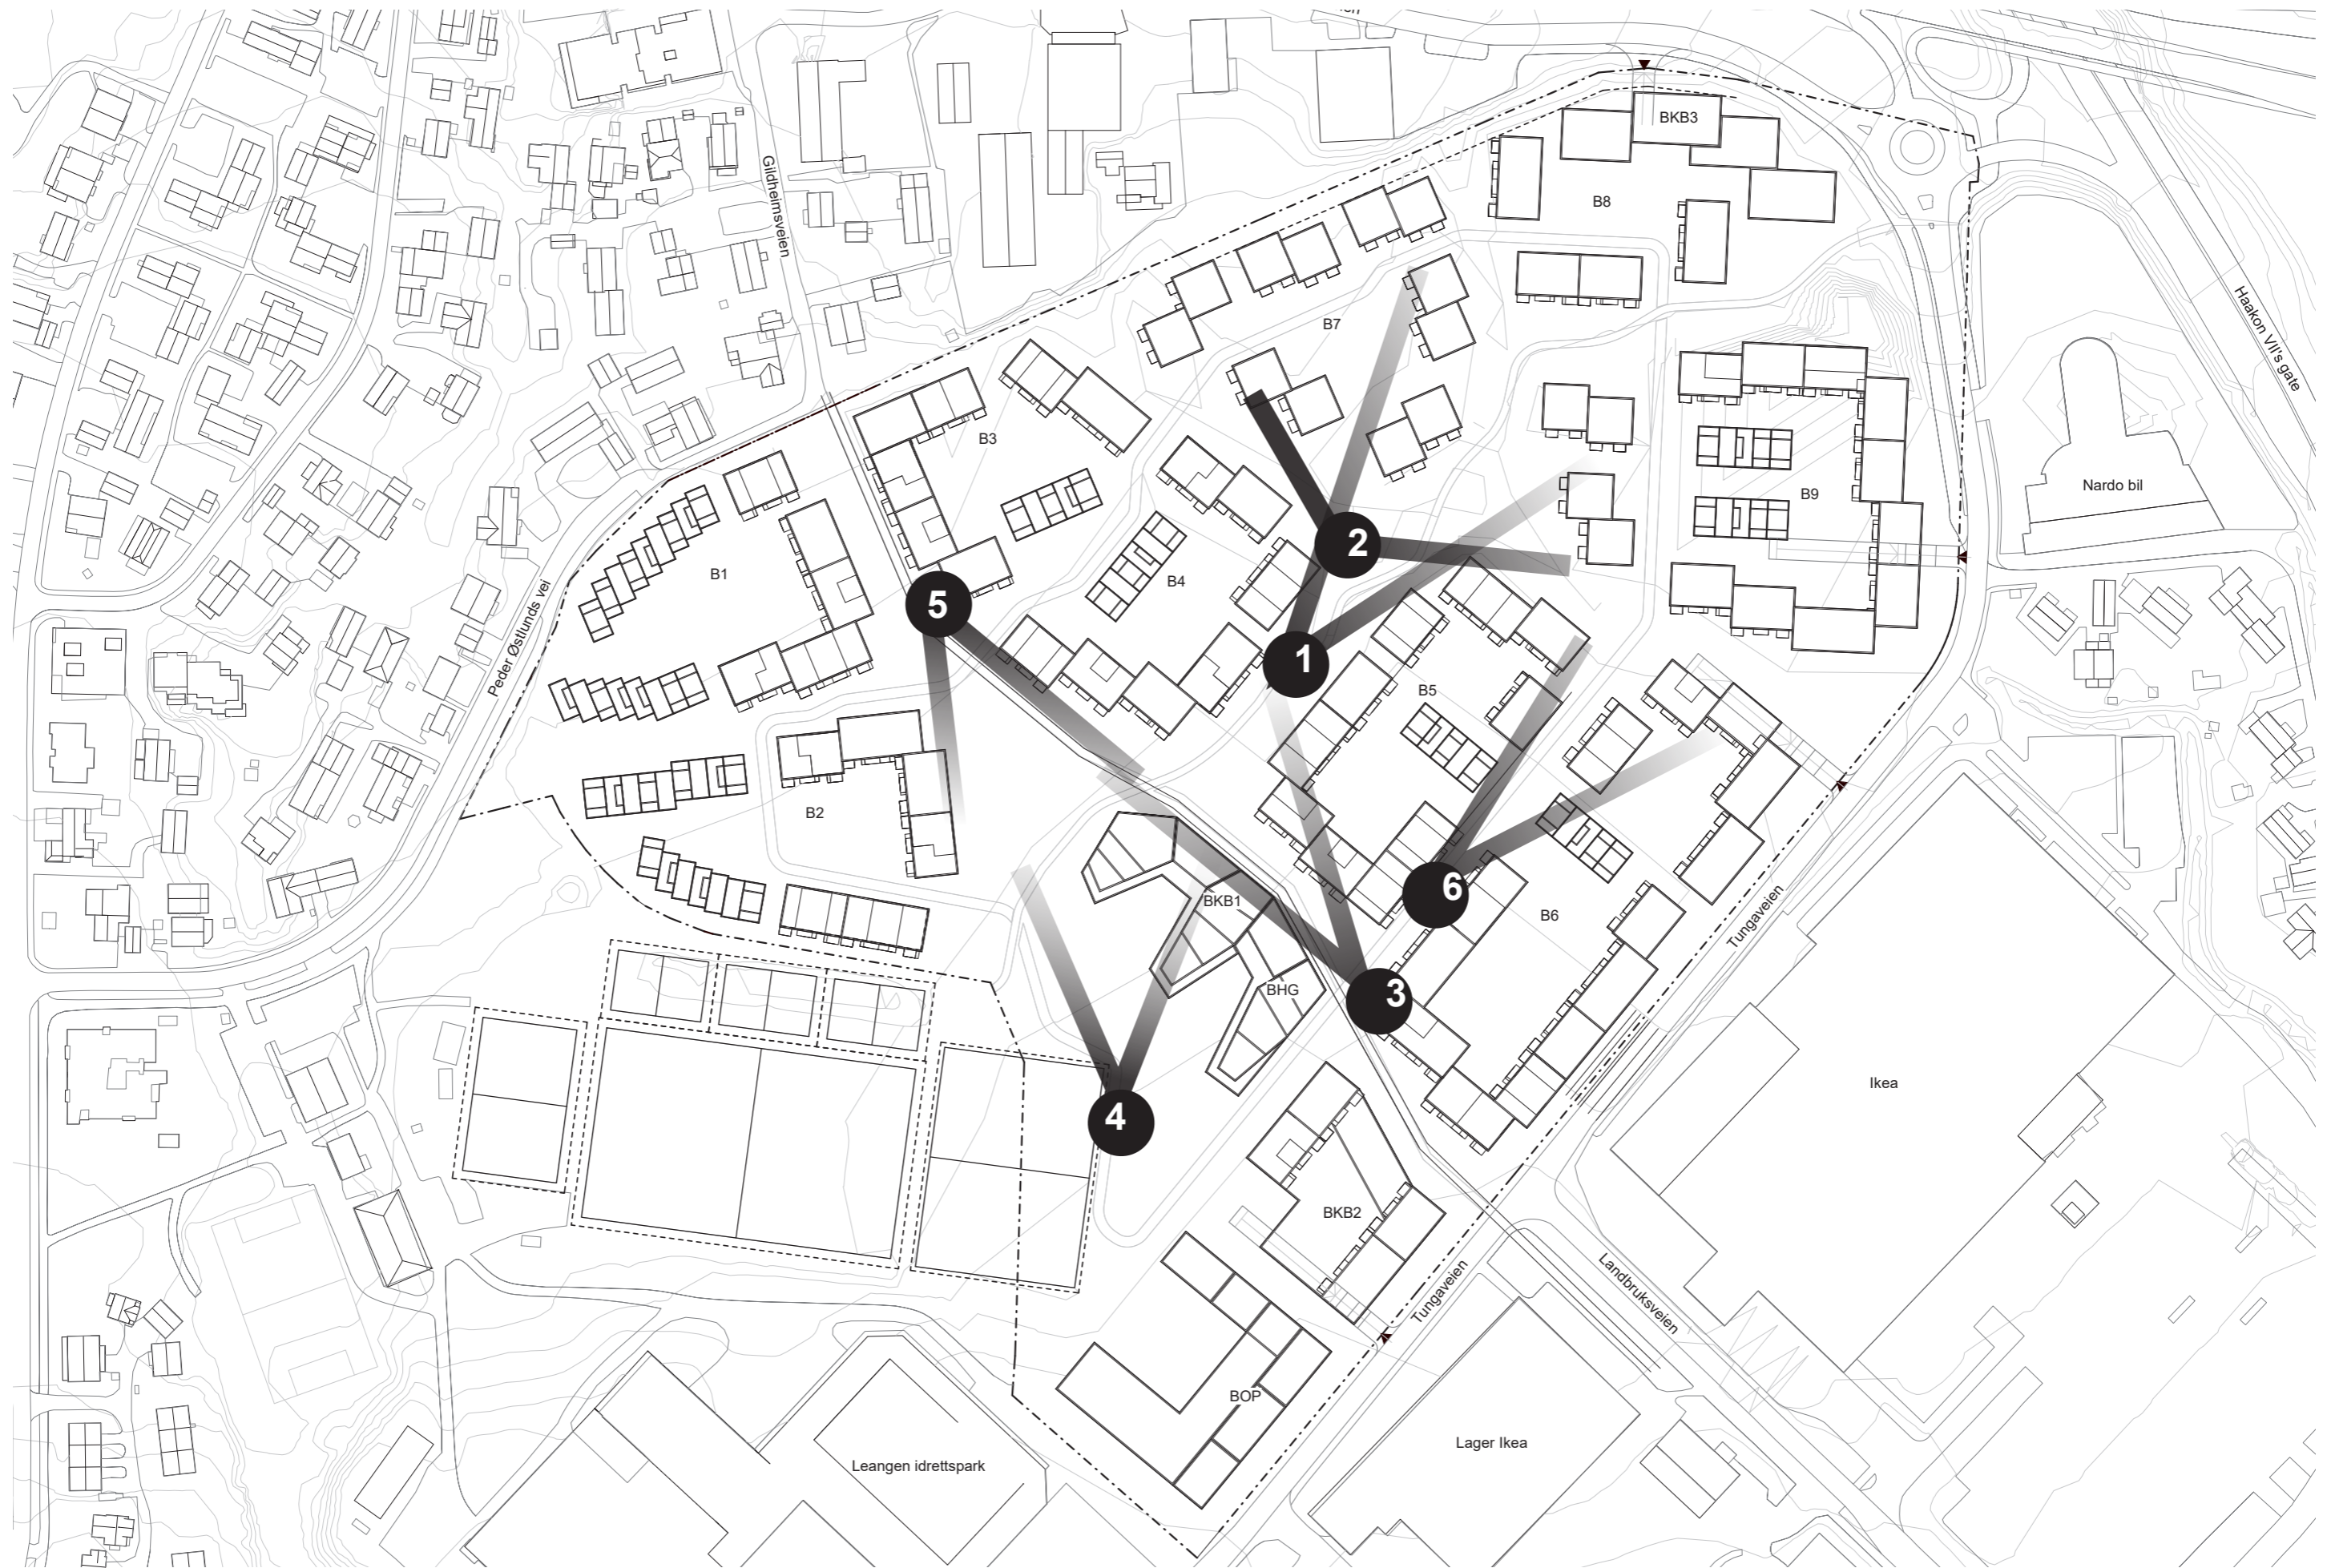 BKB3
Gildheimsveien
B8
Haakon VII's gate
B7
B3
Nardo bil
B9
2
B1
B4
5
Peder Østlunds vei
1
B5
B2
6
BKB1
B6
Tungaveien
BHG
3
Ikea
4
BKB2
Tungaveien
Landbruksveien
BOP
Lager Ikea
Leangen idrettspark